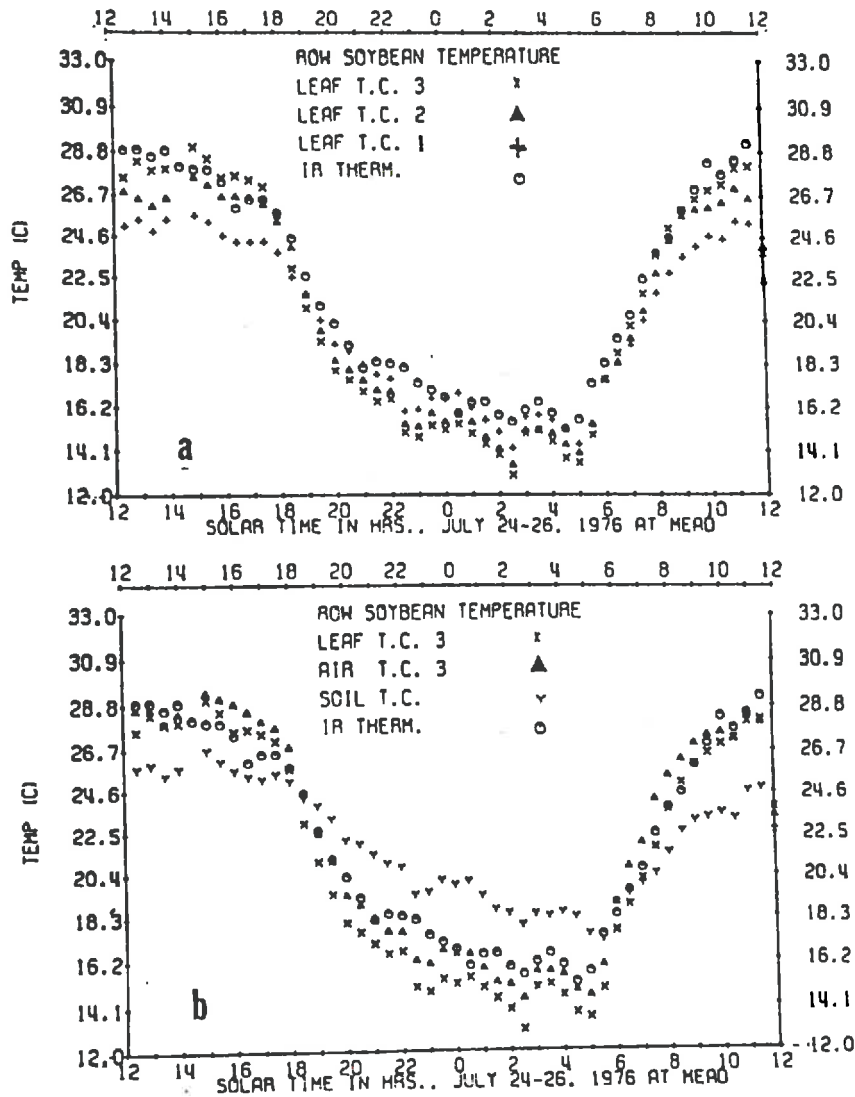 12 14 16 18 20 22 0 2 4 6 8 10 12
33.0 ROW SOYBEAN TEMPERATURE 33.0
LEAF T.C. 3 x
30.9 30.9
LEAF T.C. 2 ▲
LEAF T.C. 1 +
28.8 28.8
IR THERM. o
26.7 26.7
24.6 24.6
TEMP (C)
22.5 22.5
20.4 20.4
18.3 18.3
16.2 16.2
a
14.1 14.1
12.0 12.0
12 14 16 18 20 22 0 2 4 6 8 10 12
SOLAR TIME IN HRS.. JULY 24-26. 1976 AT MEAD
12 14 16 18 20 22 0 2 4 6 8 10 12
33.0 ROW SOYBEAN TEMPERATURE 33.0
LEAF T.C. 3 x
30.9 AIR T.C. 3 ▲ 30.9
SOIL T.C. Y
28.8 28.8
IR THERM. o
26.7 26.7
24.6 24.6
TEMP (C)
22.5 22.5
20.4 20.4
18.3 18.3
16.2 16.2
b
14.1 14.1
12.0 12.0
12 14 16 18 20 22 0 2 4 6 8 10 12
SOLAR TIME IN HRS.. JULY 24-26. 1976 AT MEAD